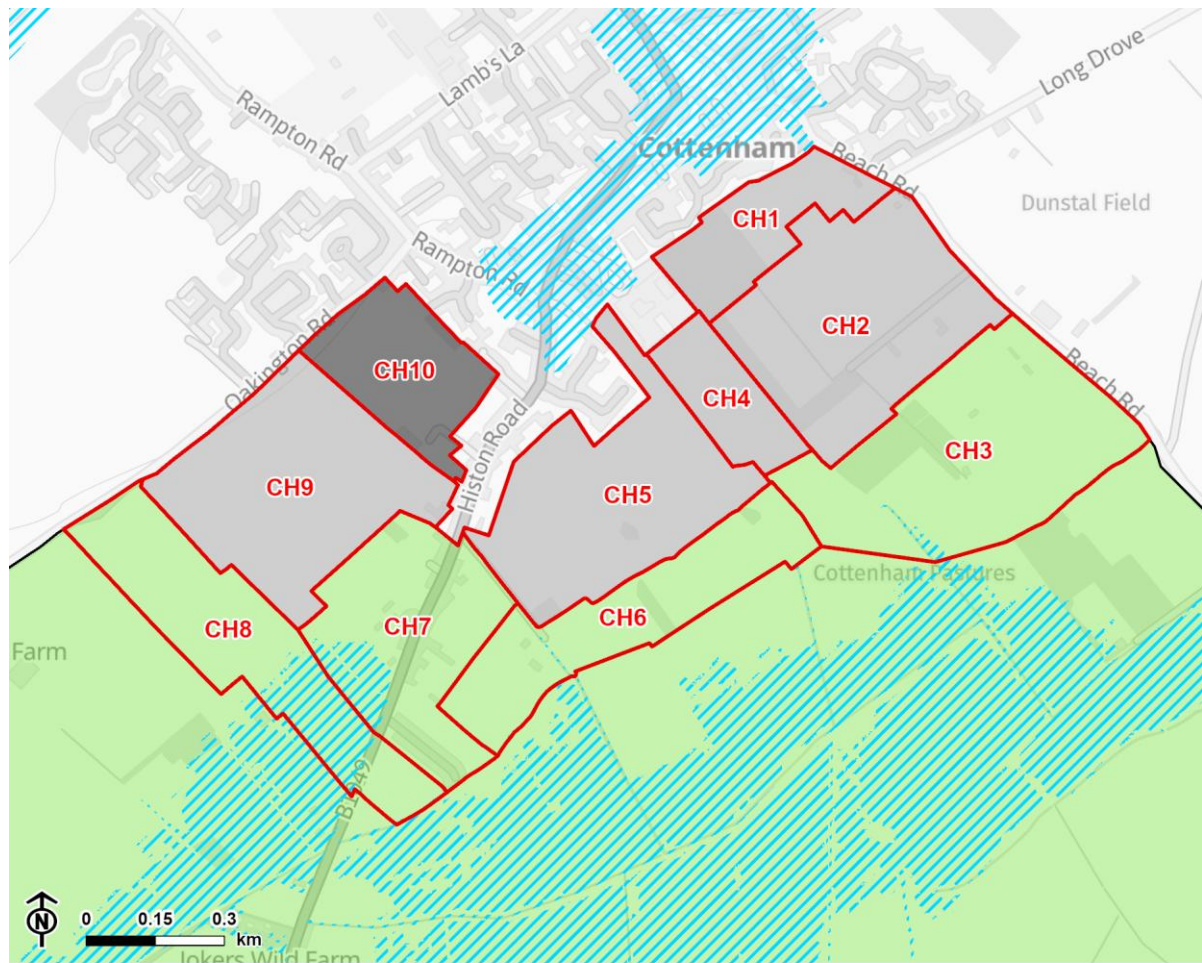 Lamb's La
Long Drove
Rampton Rd
Cottenham
Beach Rd
CH1
Dunstal Field
Rampton Rd
CH2
Oakington Rd
CH10
CH4
Beach Rd
Histon Road
CH3
CH9
CH5
Cottenham Pastures
CH8
CH7
CH6
Farm
B1049
N
0 0.15 0.3
km
Jokers Wild Farm